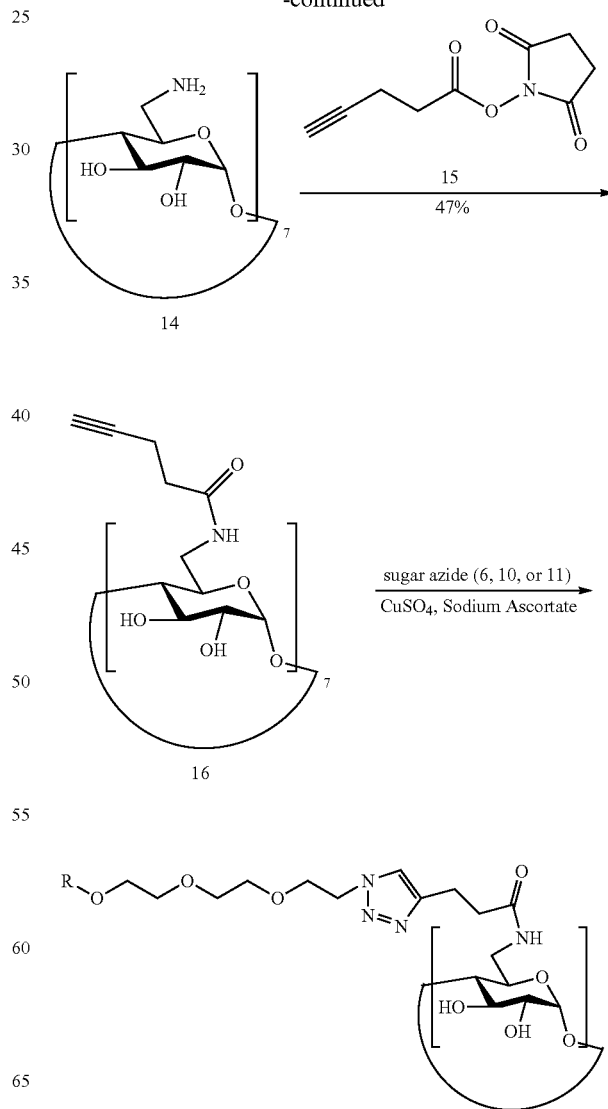 -continued
25
NH₂
O
O
O
N
O
O
30
HO
OH
O
7
15
47%
35
14
40
O
NH
45
O
HO
OH
O
7
sugar azide (6, 10, or 11)
CuSO₄, Sodium Ascortate
50
16
55
R
O
O
O
N
N
N
O
NH
60
O
HO
OH
O
65